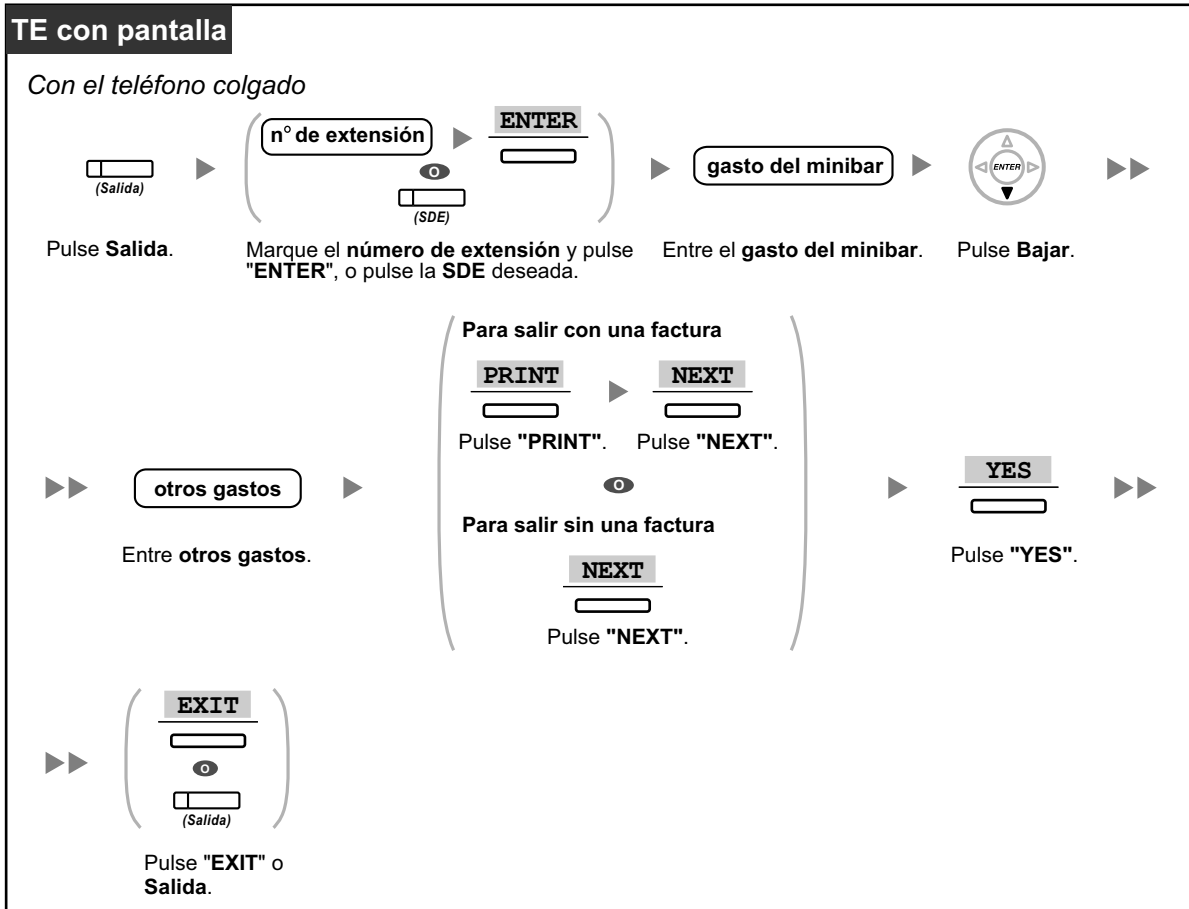 TE con pantalla
Con el teléfono colgado
(Salida)
n° de extensión
ENTER
O
(SDE)
gasto del minibar
ENTER
Pulse Salida.
Marque el número de extensión y pulse
"ENTER", o pulse la SDE deseada.
Entre el gasto del minibar.
Pulse Bajar.
otros gastos
Entre otros gastos.
Para salir con una factura
PRINT
NEXT
Pulse "PRINT".
Pulse "NEXT".
O
Para salir sin una factura
NEXT
Pulse "NEXT".
YES
Pulse "YES".
EXIT
O
(Salida)
Pulse "EXIT" o
Salida.